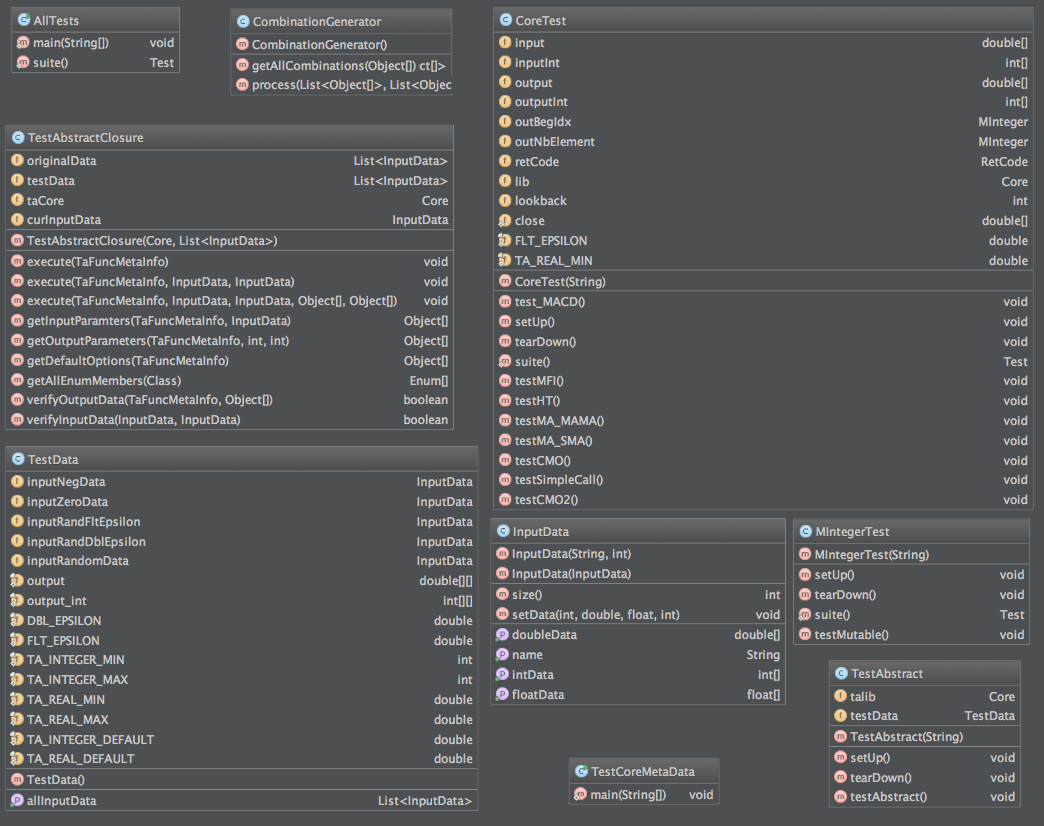 AllTests
main(String[]) void
suite() Test
CombinationGenerator
CombinationGenerator()
getAllCombinations(Object[]) ct[]>
process(List<Object[]>, List<Objec
CoreTest
input double[]
inputInt int[]
output double[]
outputInt int[]
outBegIdx MInteger
outNbElement MInteger
retCode RetCode
lib Core
lookback int
close double[]
FLT_EPSILON double
TA_REAL_MIN double
CoreTest(String)
test_MACD() void
setUp() void
tearDown() void
suite() Test
testMFI() void
testHT() void
testMA_MAMA() void
testMA_SMA() void
testCMO() void
testSimpleCall() void
testCMO2() void
TestAbstractClosure
originalData List<InputData>
testData List<InputData>
taCore Core
curInputData InputData
TestAbstractClosure(Core, List<InputData>)
execute(TaFuncMetaInfo) void
execute(TaFuncMetaInfo, InputData, InputData) void
execute(TaFuncMetaInfo, InputData, InputData, Object[], Object[]) void
getInputParamters(TaFuncMetaInfo, InputData) Object[]
getOutputParameters(TaFuncMetaInfo, int, int) Object[]
getDefaultOptions(TaFuncMetaInfo) Object[]
getAllEnumMembers(Class) Enum[]
verifyOutputData(TaFuncMetaInfo, Object[]) boolean
verifyInputData(InputData, InputData) boolean
TestData
inputNegData InputData
inputZeroData InputData
inputRandFltEpsilon InputData
inputRandDblEpsilon InputData
inputRandomData InputData
output double[][]
output_int int[][]
DBL_EPSILON double
FLT_EPSILON double
TA_INTEGER_MIN int
TA_INTEGER_MAX int
TA_REAL_MIN double
TA_REAL_MAX double
TA_INTEGER_DEFAULT double
TA_REAL_DEFAULT double
TestData()
allInputData List<InputData>
InputData
InputData(String, int)
InputData(InputData)
size() int
setData(int, double, float, int) void
doubleData double[]
name String
intData int[]
floatData float[]
MIntegerTest
MIntegerTest(String)
setUp() void
tearDown() void
suite() Test
testMutable() void
TestAbstract
talib Core
testData TestData
TestAbstract(String)
setUp() void
tearDown() void
testAbstract() void
TestCoreMetaData
main(String[]) void